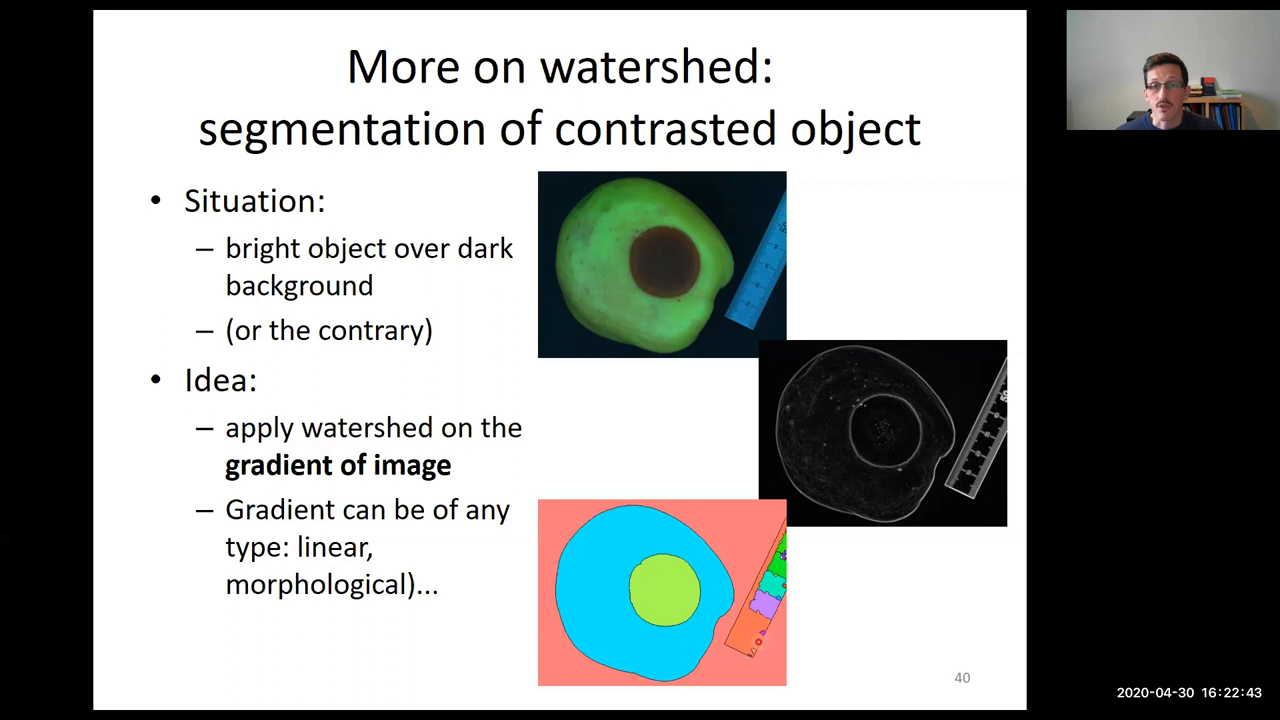 More on watershed:
segmentation of contrasted object
• Situation:
– bright object over dark
background
– (or the contrary)
• Idea:
– apply watershed on the
gradient of image
– Gradient can be of any
type: linear,
morphological)...
40
2020-04-30 16:22:43